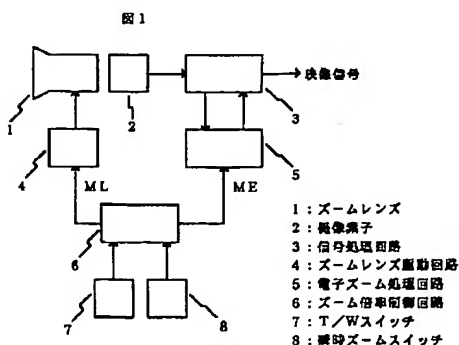 図1
映像信号
1
2
3
4
ML
ME
5
6
7
8
1：ズームレンズ
2：撮像素子
3：信号処理回路
4：ズームレンズ駆動回路
5：電子ズーム処理回路
6：ズーム倍率制御回路
7：T／Wスイッチ
8：瞬時ズームスイッチ